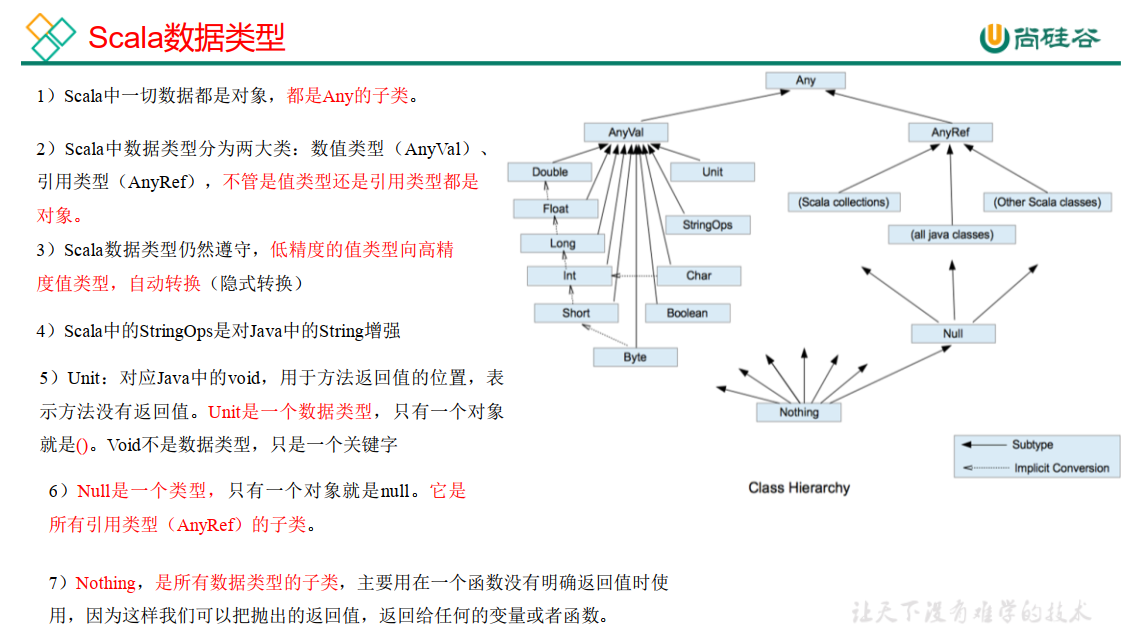 Scala数据类型
尚硅谷
1）Scala中一切数据都是对象，都是Any的子类。
2）Scala中数据类型分为两大类：数值类型（AnyVal）、
引用类型（AnyRef），不管是值类型还是引用类型都是
对象。
3）Scala数据类型仍然遵守，低精度的值类型向高精
度值类型，自动转换（隐式转换）
4）Scala中的StringOps是对Java中的String增强
5）Unit：对应Java中的void，用于方法返回值的位置，表
示方法没有返回值。Unit是一个数据类型，只有一个对象
就是()。Void不是数据类型，只是一个关键字
6）Null是一个类型，只有一个对象就是null。它是
所有引用类型（AnyRef）的子类。
7）Nothing，是所有数据类型的子类，主要用在一个函数没有明确返回值时使
用，因为这样我们可以把抛出的返回值，返回给任何的变量或者函数。
Any
AnyVal
AnyRef
Double
Unit
Float
(Scala collections)
(Other Scala classes)
StringOps
Long
(all java classes)
Int
Char
Short
Boolean
Null
Byte
Nothing
Subtype
Implicit Conversion
Class Hierarchy
让天下没有难学的技术